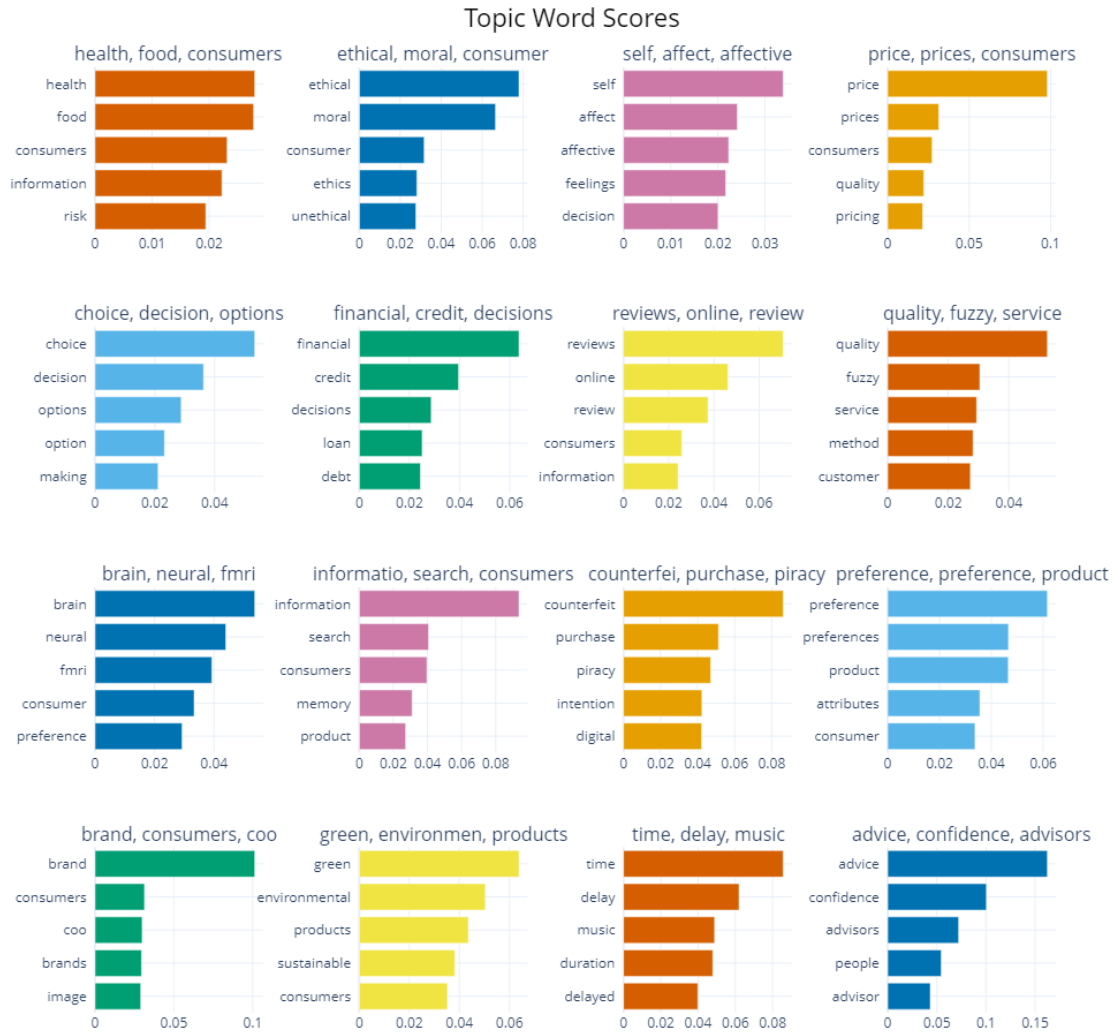 Topic Word Scores
health, food, consumers
health
food
consumers
information
risk
0 0.01 0.02
ethical, moral, consumer
ethical
moral
consumer
ethics
unethical
0 0.02 0.04 0.06 0.08
self, affect, affective
self
affect
affective
feelings
decision
0 0.01 0.02 0.03
price, prices, consumers
price
prices
consumers
quality
pricing
0 0.05 0.1
choice, decision, options
choice
decision
options
option
making
0 0.02 0.04
financial, credit, decisions
financial
credit
decisions
loan
debt
0 0.02 0.04 0.06
reviews, online, review
reviews
online
review
consumers
information
0 0.02 0.04 0.06
quality, fuzzy, service
quality
fuzzy
service
method
customer
0 0.02 0.04
brain, neural, fmri
brain
neural
fmri
consumer
preference
0 0.02 0.04
informatio, search, consumers
information
search
consumers
memory
product
0 0.02 0.04 0.06 0.08
counterfei, purchase, piracy
counterfeit
purchase
piracy
intention
digital
0 0.02 0.04 0.06 0.08
preference, preference, product
preference
preferences
product
attributes
consumer
0 0.02 0.04 0.06
brand, consumers, coo
brand
consumers
coo
brands
image
0 0.05 0.1
green, environmen, products
green
environmental
products
sustainable
consumers
0 0.02 0.04 0.06
time, delay, music
time
delay
music
duration
delayed
0 0.02 0.04 0.06 0.08
advice, confidence, advisors
advice
confidence
advisors
people
advisor
0 0.05 0.1 0.15